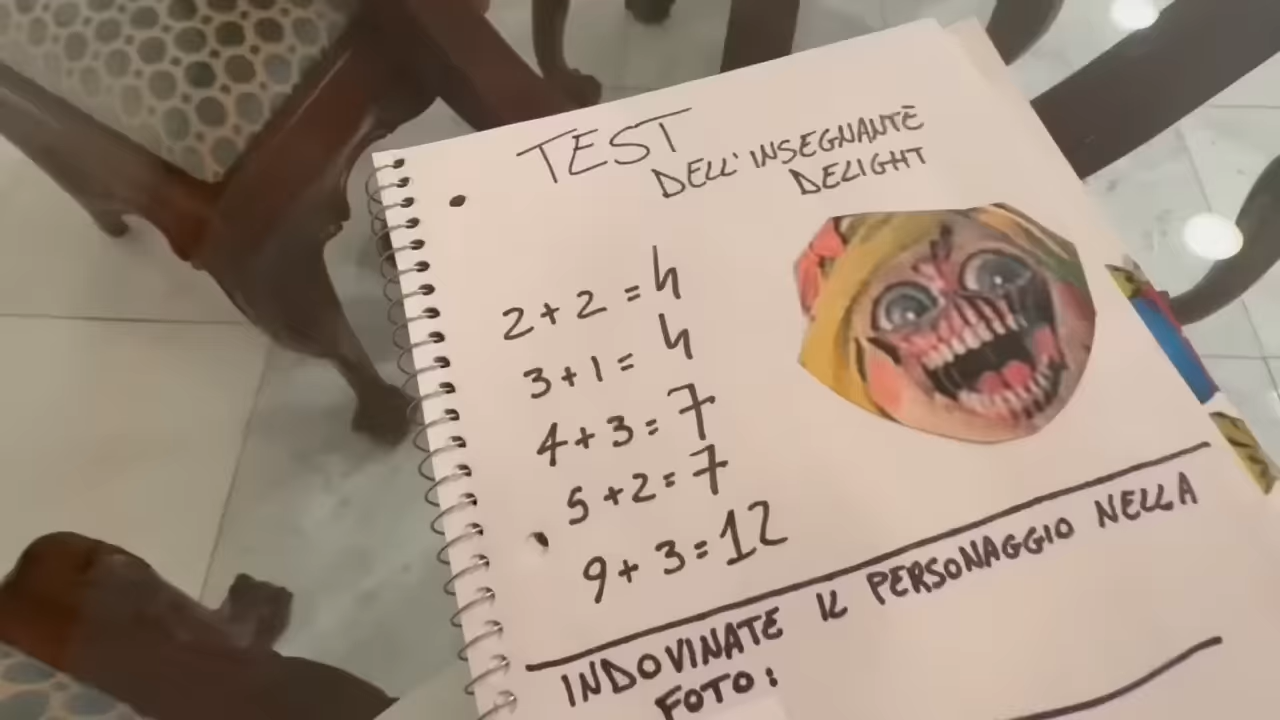 TEST
DELL'INSEGNANTE
DELIGHT
2+2=4
3+1=4
4+3=7
5+2=7
9+3=12
INDOVINATE IL PERSONAGGIO NELLA
FOTO: